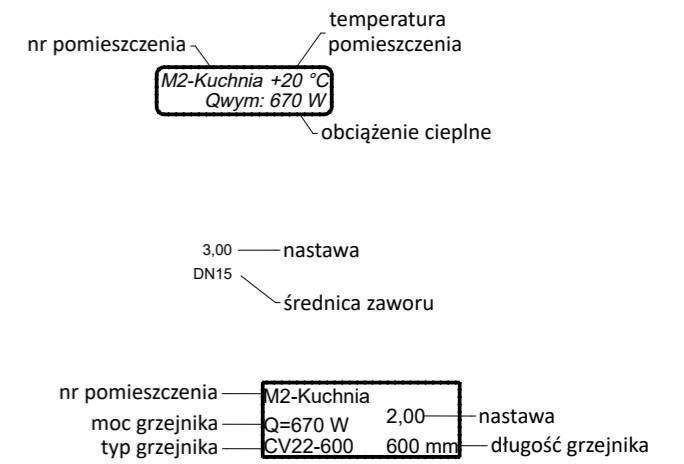 temperatura
nr pomieszczenia pomieszczenia
M2-Kuchnia +20 °C
Qwym: 670 W
obciążenie cieplne
3,00 nastawa
DN15
średnica zaworu
nr pomieszczenia M2-Kuchnia
moc grzejnika Q=670 W 2,00 nastawa
typ grzejnika CV22-600 600 mm długość grzejnika